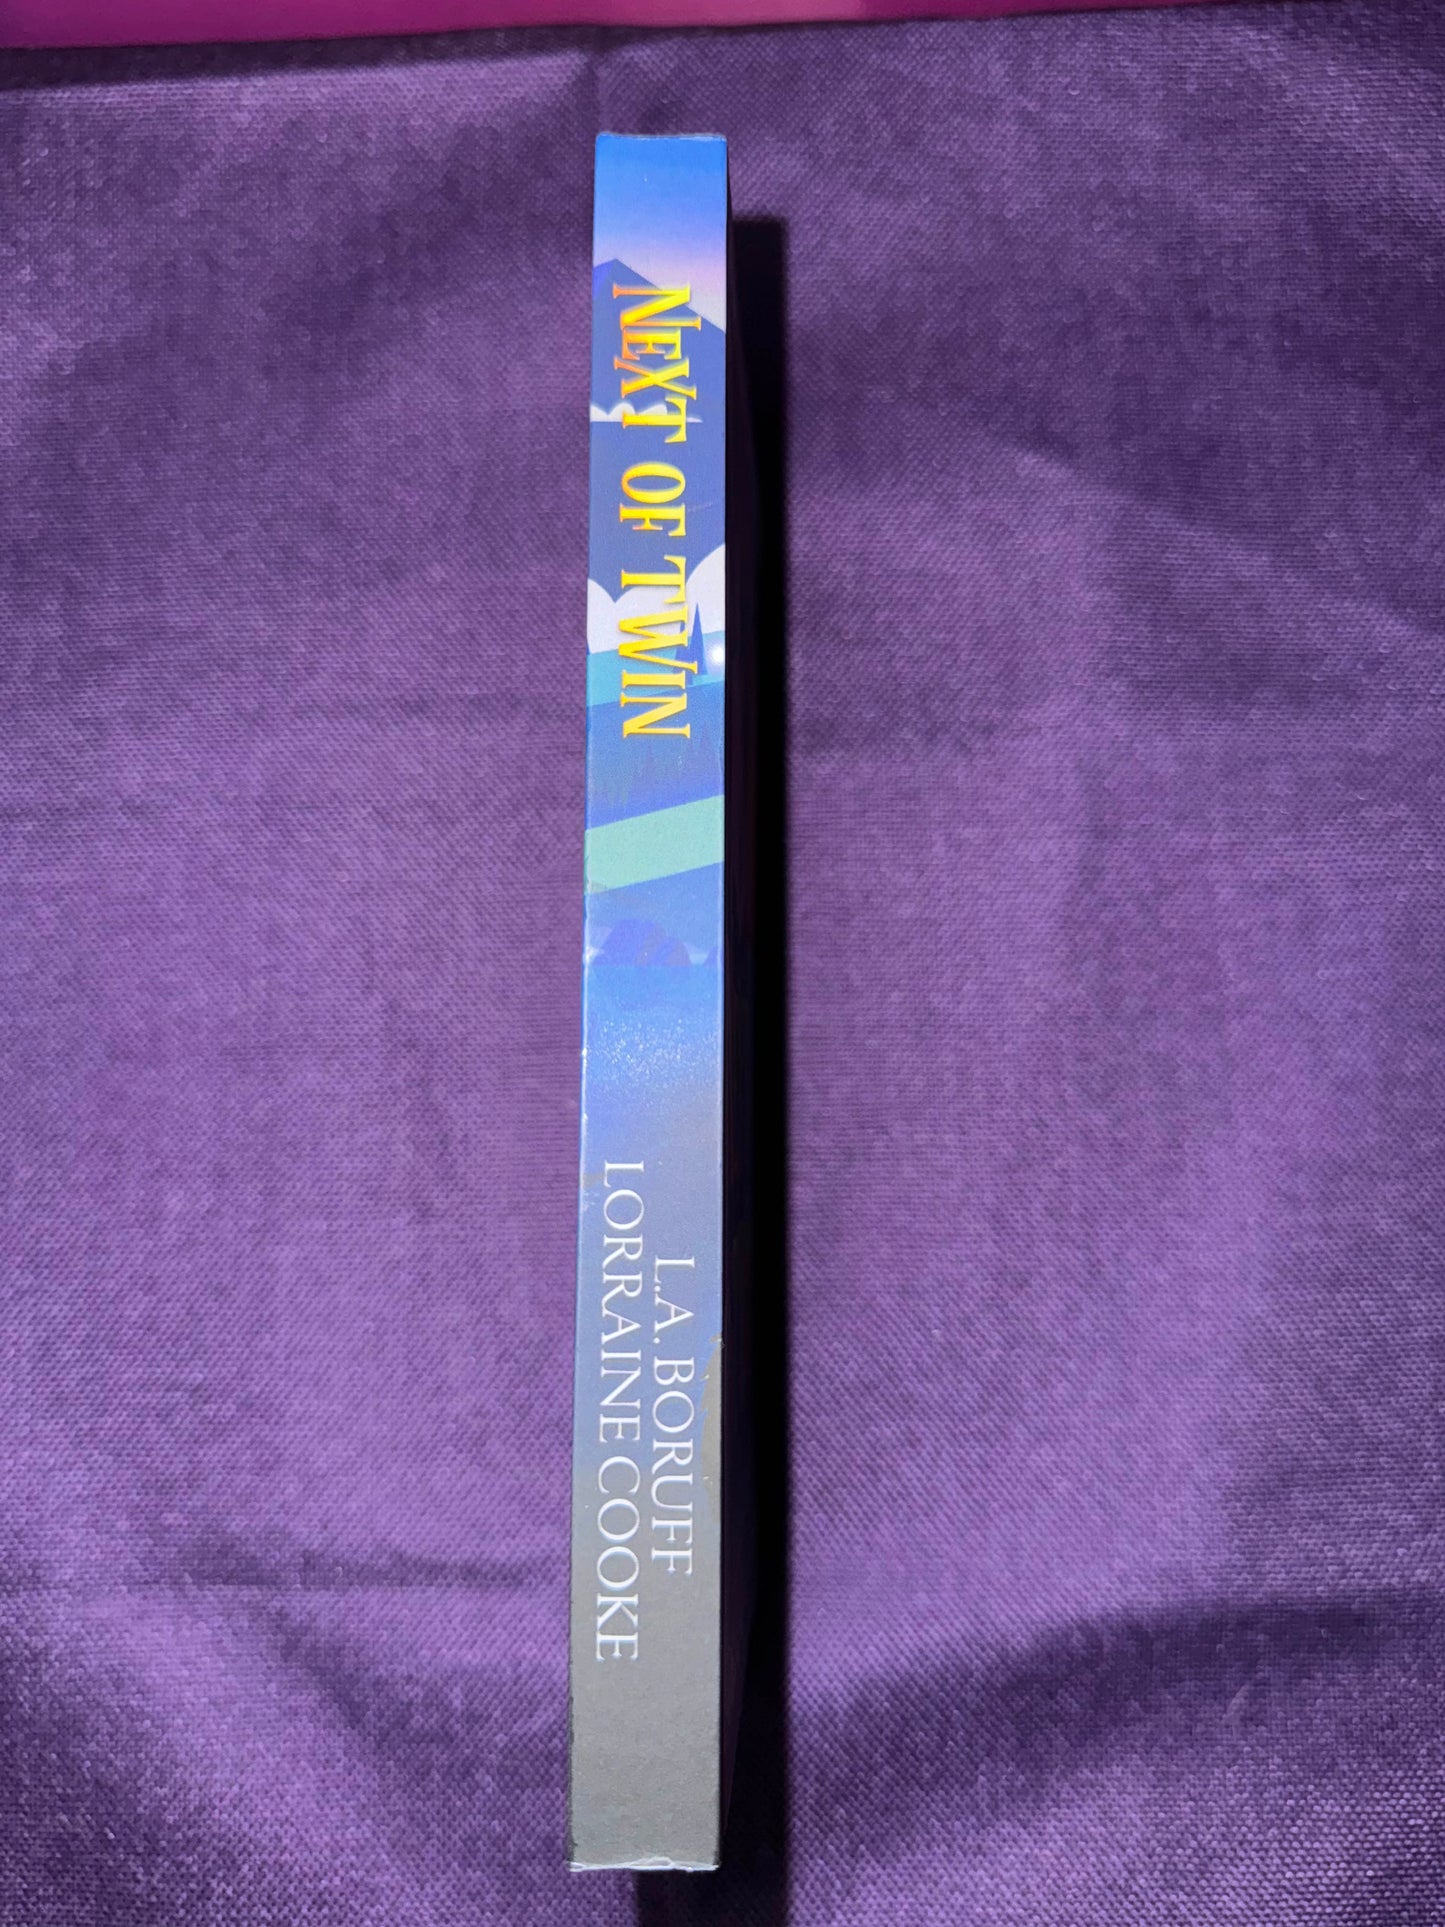 NEXT OF TWIN
L.A. BORUFF
LORRAINE COOKE